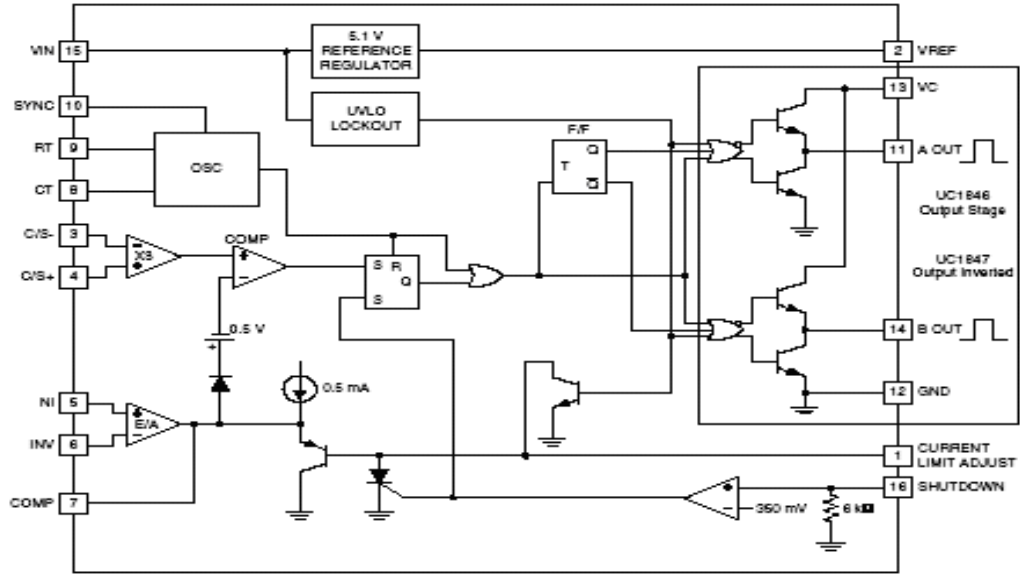 5.1 V
REFERENCE
REGULATOR
VIN 15
2 VREF
13 VC
SYNC 10
UVLO
LOCKOUT
F/F
RT 9
OSC
T
Q
Q
11 A OUT
CT 8
UC1846
Output Stage
C/S- 3
X3
COMP
C/S+ 4
S R
Q
S
UC1847
Output Inverted
0.5 V
14 B OUT
NI 5
E/A
0.5 mA
12 GND
INV 6
1 CURRENT
LIMIT ADJUST
COMP 7
16 SHUTDOWN
350 mV
6 k